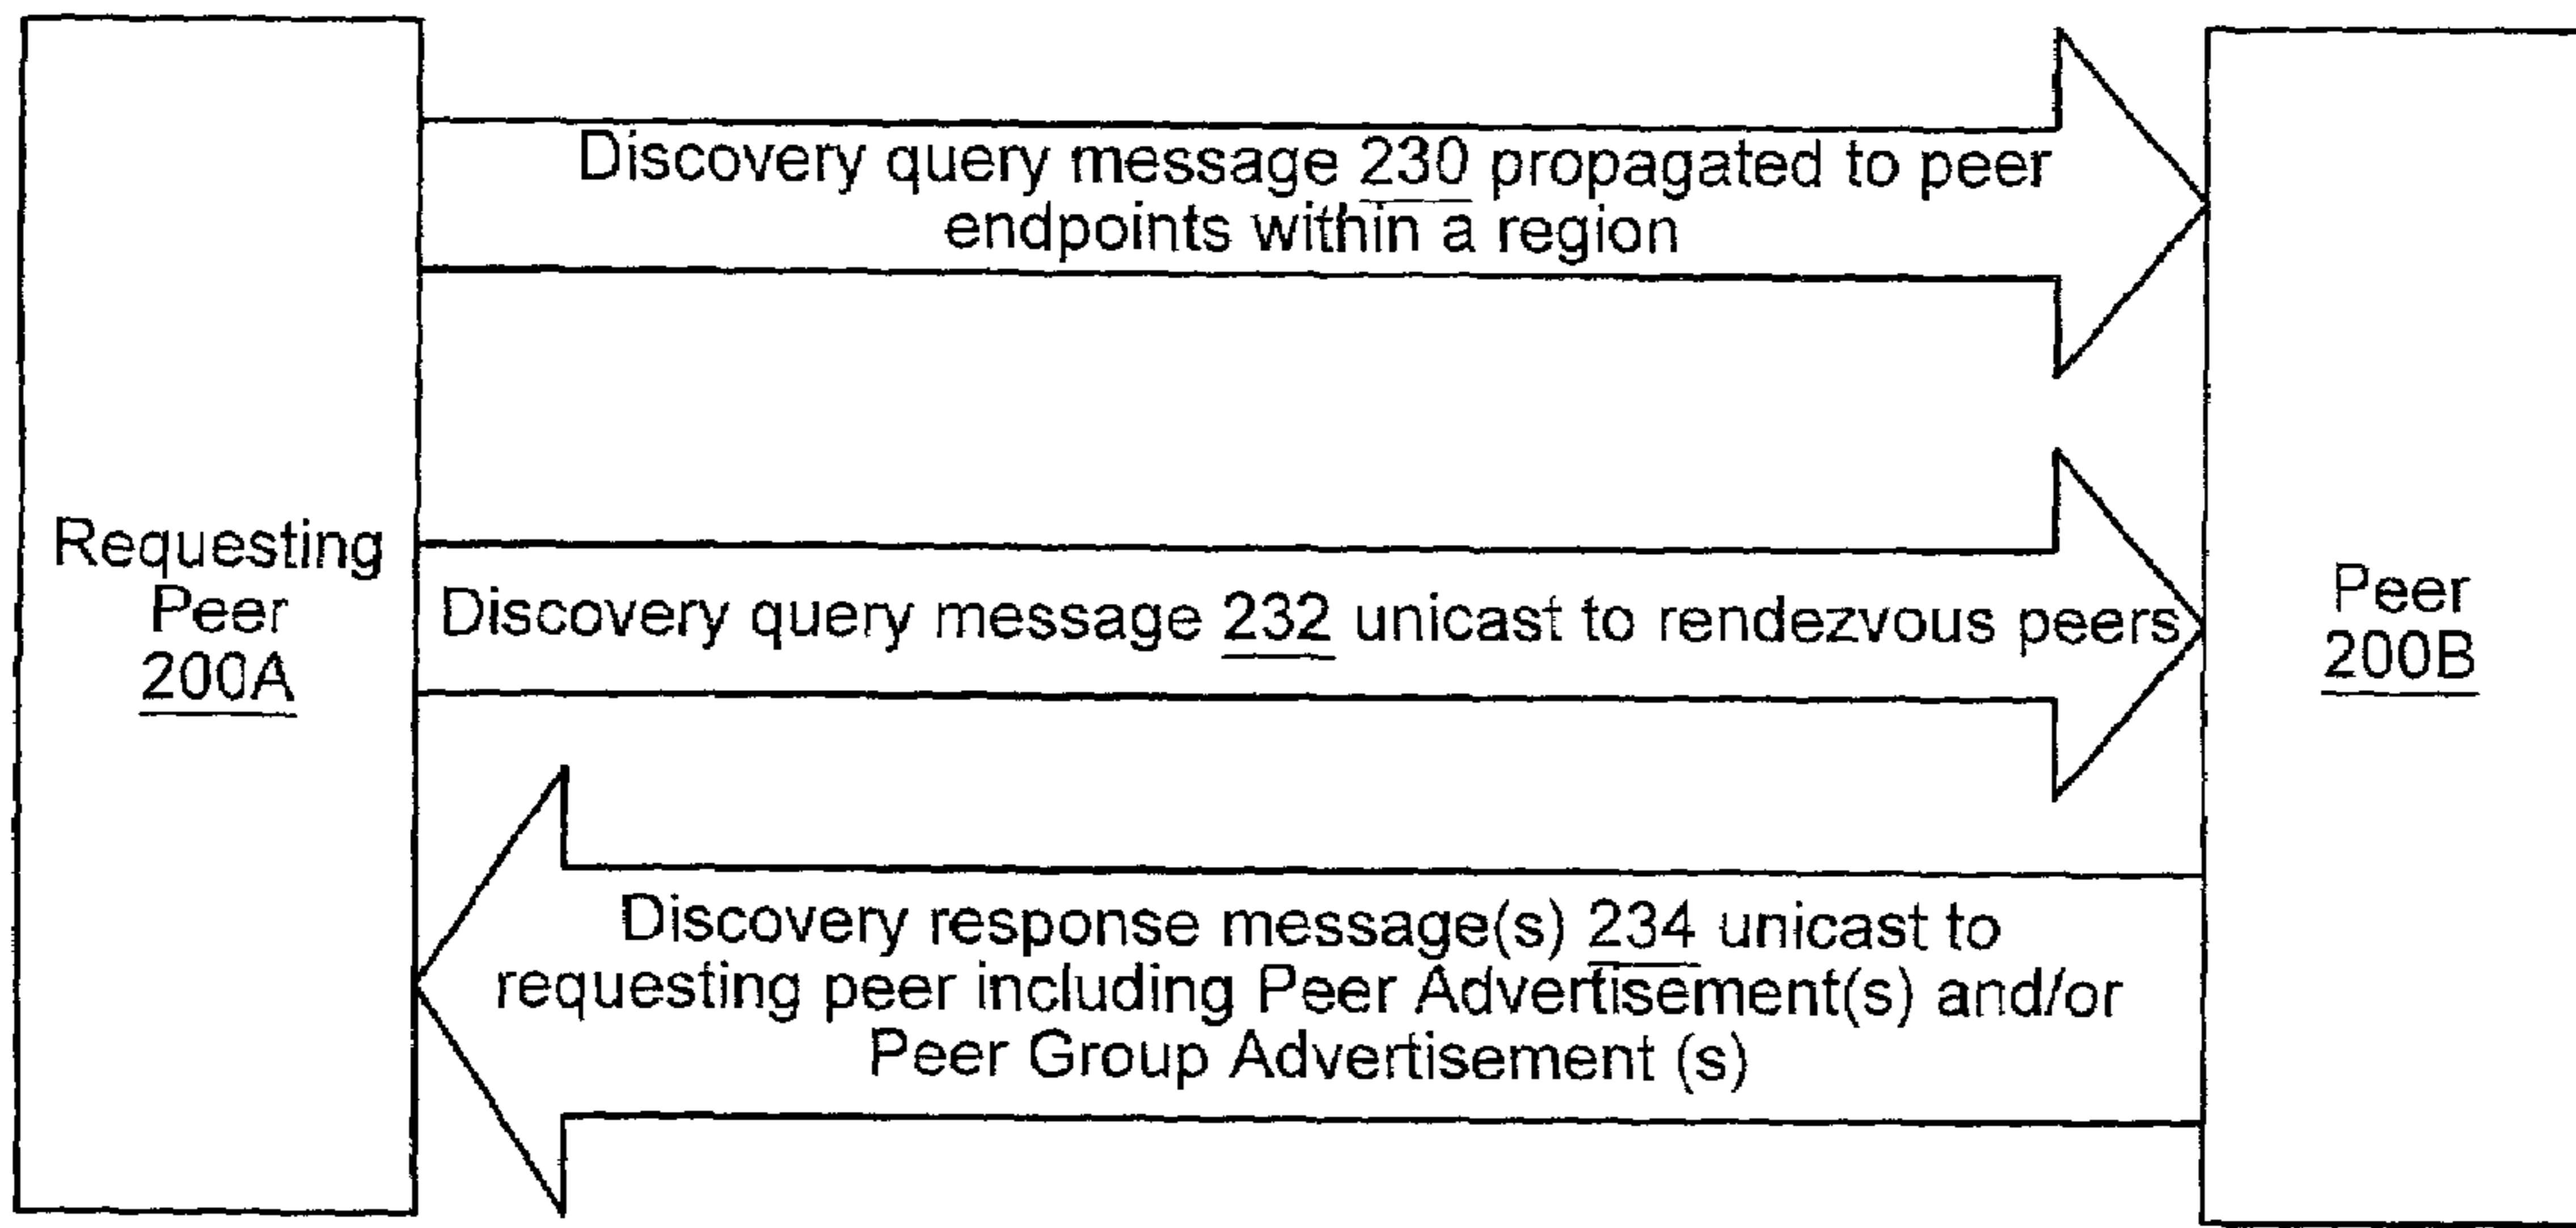 Discovery query message 230 propagated to peer
endpoints within a region
Requesting
Peer
200A
Discovery query message 232 unicast to rendezvous peers
Peer
200B
Discovery response message(s) 234 unicast to
requesting peer including Peer Advertisement(s) and/or
Peer Group Advertisement (s)